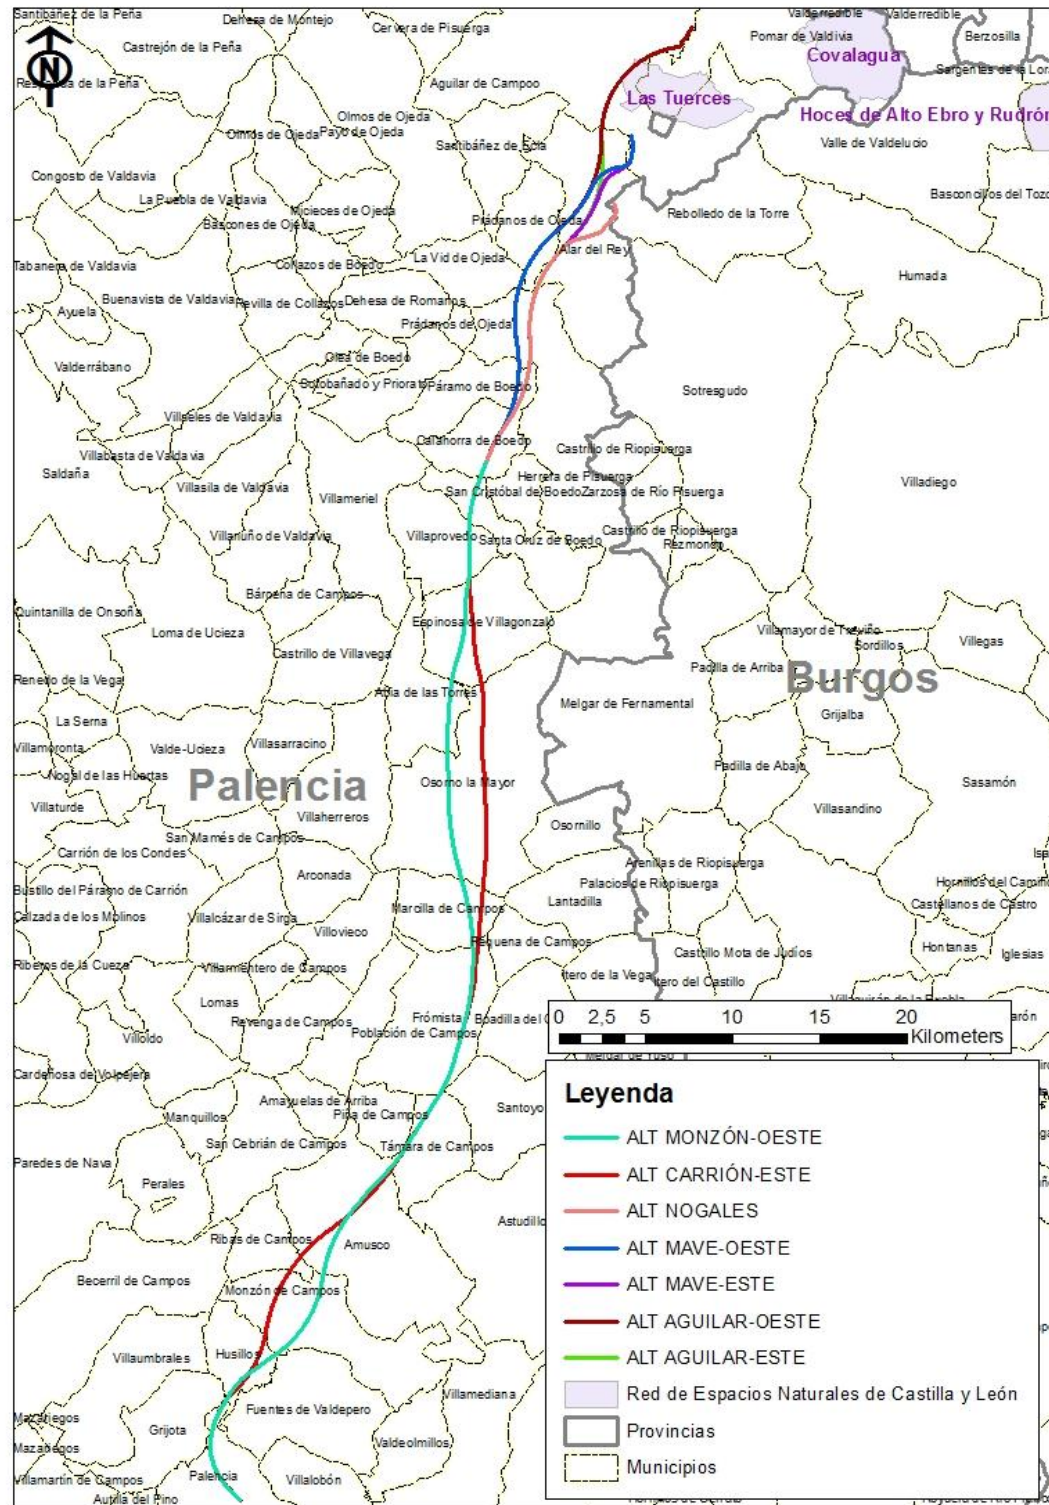 Santibáñez de la Peña
Dehesa de Montejo
Cervera de Pisuerga
Valderredible
Valderredible
Castrejón de la Peña
Pomar de Valdivia
Berzosilla
Covalagua
N
Aguilar de Campoo
Las Tuerces
Hoces de Alto Ebro y Rudrón
Olmos de Ojeda
Olmos de Ojeda
Payo de Ojeda
Santibáñez de Ecla
Valle de Valdelucio
Congosto de Valdavia
La Puebla de Valdavia
Micieces de Ojeda
Báscones de Ojeda
Prádanos de Ojeda
Rebolledo de la Torre
Alar del Rey
La Vid de Ojeda
Tabanera de Valdavia
Collazos de Boedo
Humada
Buenavista de Valdavia
Revilla de Collazos
Dehesa de Romanos
Ayuela
Prádanos de Ojeda
Olea de Boedo
Valderrábano
Sotobañado y Priorato
Páramo de Boedo
Sotresgudo
Villaeles de Valdavia
Calahorra de Boedo
Castrillo de Riopisuerga
Villabasta de Valdavia
Saldaña
Herrera de Pisuerga
Villasila de Valdavia
Villameriel
San Cristóbal de Boedo
Zarzosa de Río Pisuerga
Villadiego
Villanuño de Valdavia
Villaprovedo
Santa Cruz de Boedo
Castrillo de Riopisuerga
Rezmondo
Bárcena de Campos
Quintanilla de Onsoña
Loma de Ucieza
Espinosa de Villagonzalo
Villamayor de Treviño
Sordillos
Villegas
Castrillo de Villavega
Padilla de Arriba
Renedo de la Vega
Abia de las Torres
Burgos
Melgar de Fernamental
Grijalba
La Serna
Villamoronta
Valde-Ucieza
Villasarracino
Nogal de las Huertas
Palencia
Osorno la Mayor
Padilla de Abajo
Sasamón
Villaturde
Villaherreros
Villasandino
Osornillo
San Mamés de Campos
Carrión de los Condes
Arenillas de Riopisuerga
Arconada
Palacios de Riopisuerga
Bustillo del Páramo de Carrión
Hornillos del Camino
Calzada de los Molinos
Villalcázar de Sirga
Marcilla de Campos
Lantadilla
Castellanos de Castro
Villovieco
Requena de Campos
Hontanas
Iglesias
Riberos de la Cueza
Villarmentero de Campos
Itero de la Vega
Castrillo Mota de Judíos
Itero del Castillo
Lomas
Revenga de Campos
Frómista
Población de Campos
Boadilla del C
Villoldo
0 2,5 5 10 15 20
Kilometers
Cardeñosa de Volpejera
Amayuelas de Arriba
Manquillos
Piña de Campos
Santoyo
San Cebrián de Campos
Támara de Campos
Paredes de Nava
Perales
Astudillo
Ribas de Campos
Amusco
Becerril de Campos
Monzón de Campos
Villaumbrales
Husillos
Villamediana
Fuentes de Valdepero
Mazariegos
Grijota
Mazariegos
Valdeolmillos
Palencia
Villalobón
Villamartín de Campos
Autilla del Pino
Leyenda
ALT MONZÓN-OESTE
ALT CARRIÓN-ESTE
ALT NOGALES
ALT MAVE-OESTE
ALT MAVE-ESTE
ALT AGUILAR-OESTE
ALT AGUILAR-ESTE
Red de Espacios Naturales de Castilla y León
Provincias
Municipios